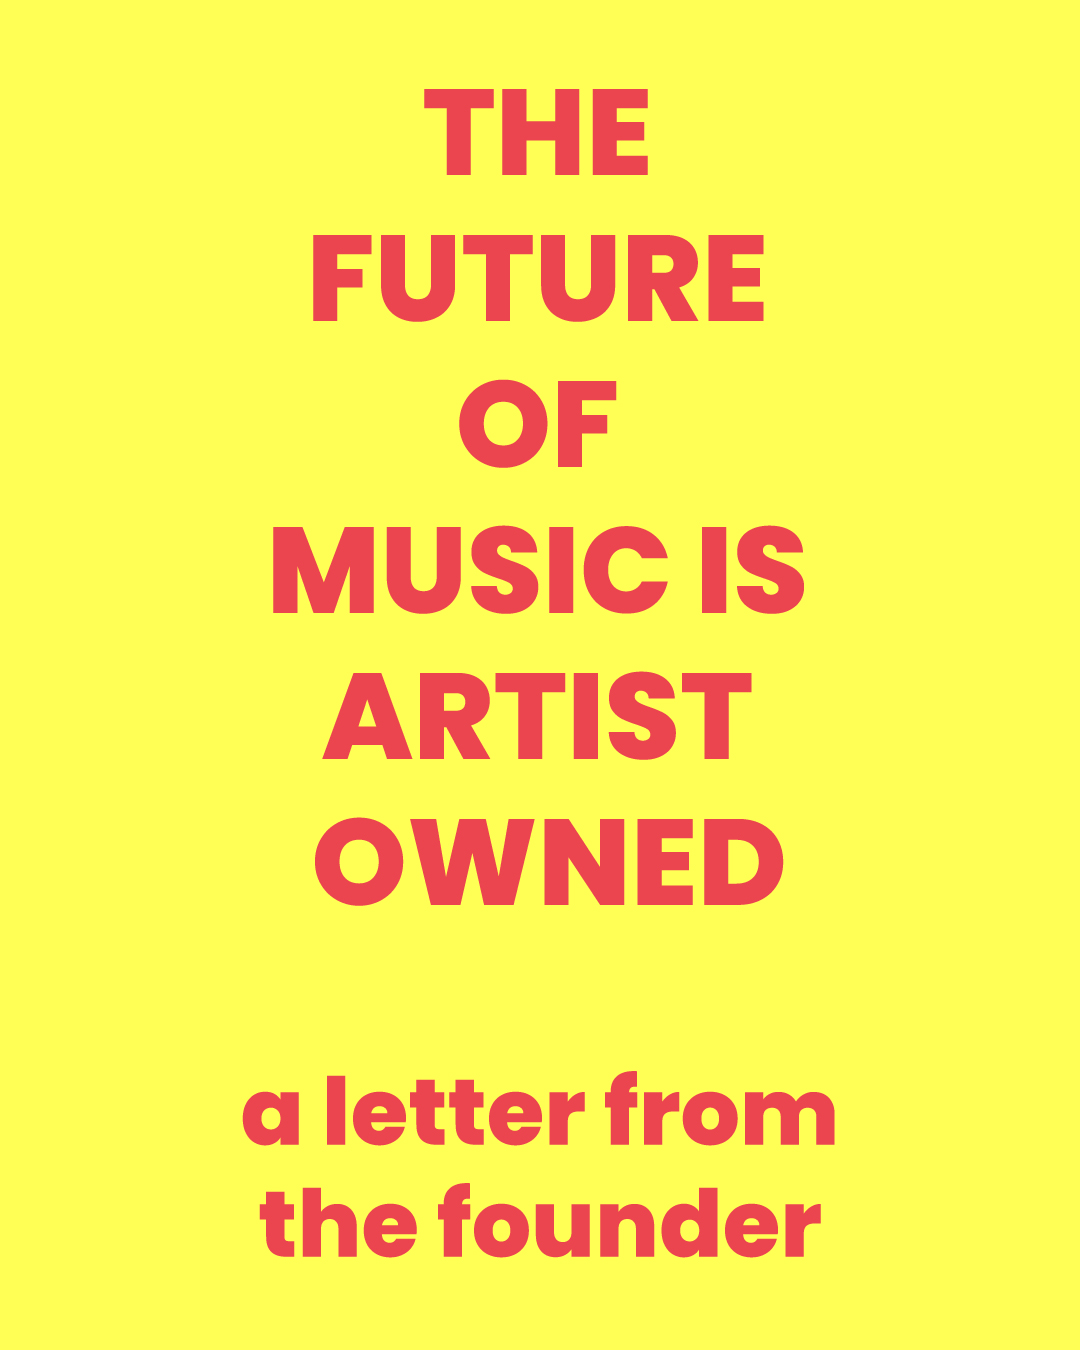 THE
FUTURE
OF
MUSIC IS
ARTIST
OWNED
a letter from
the founder